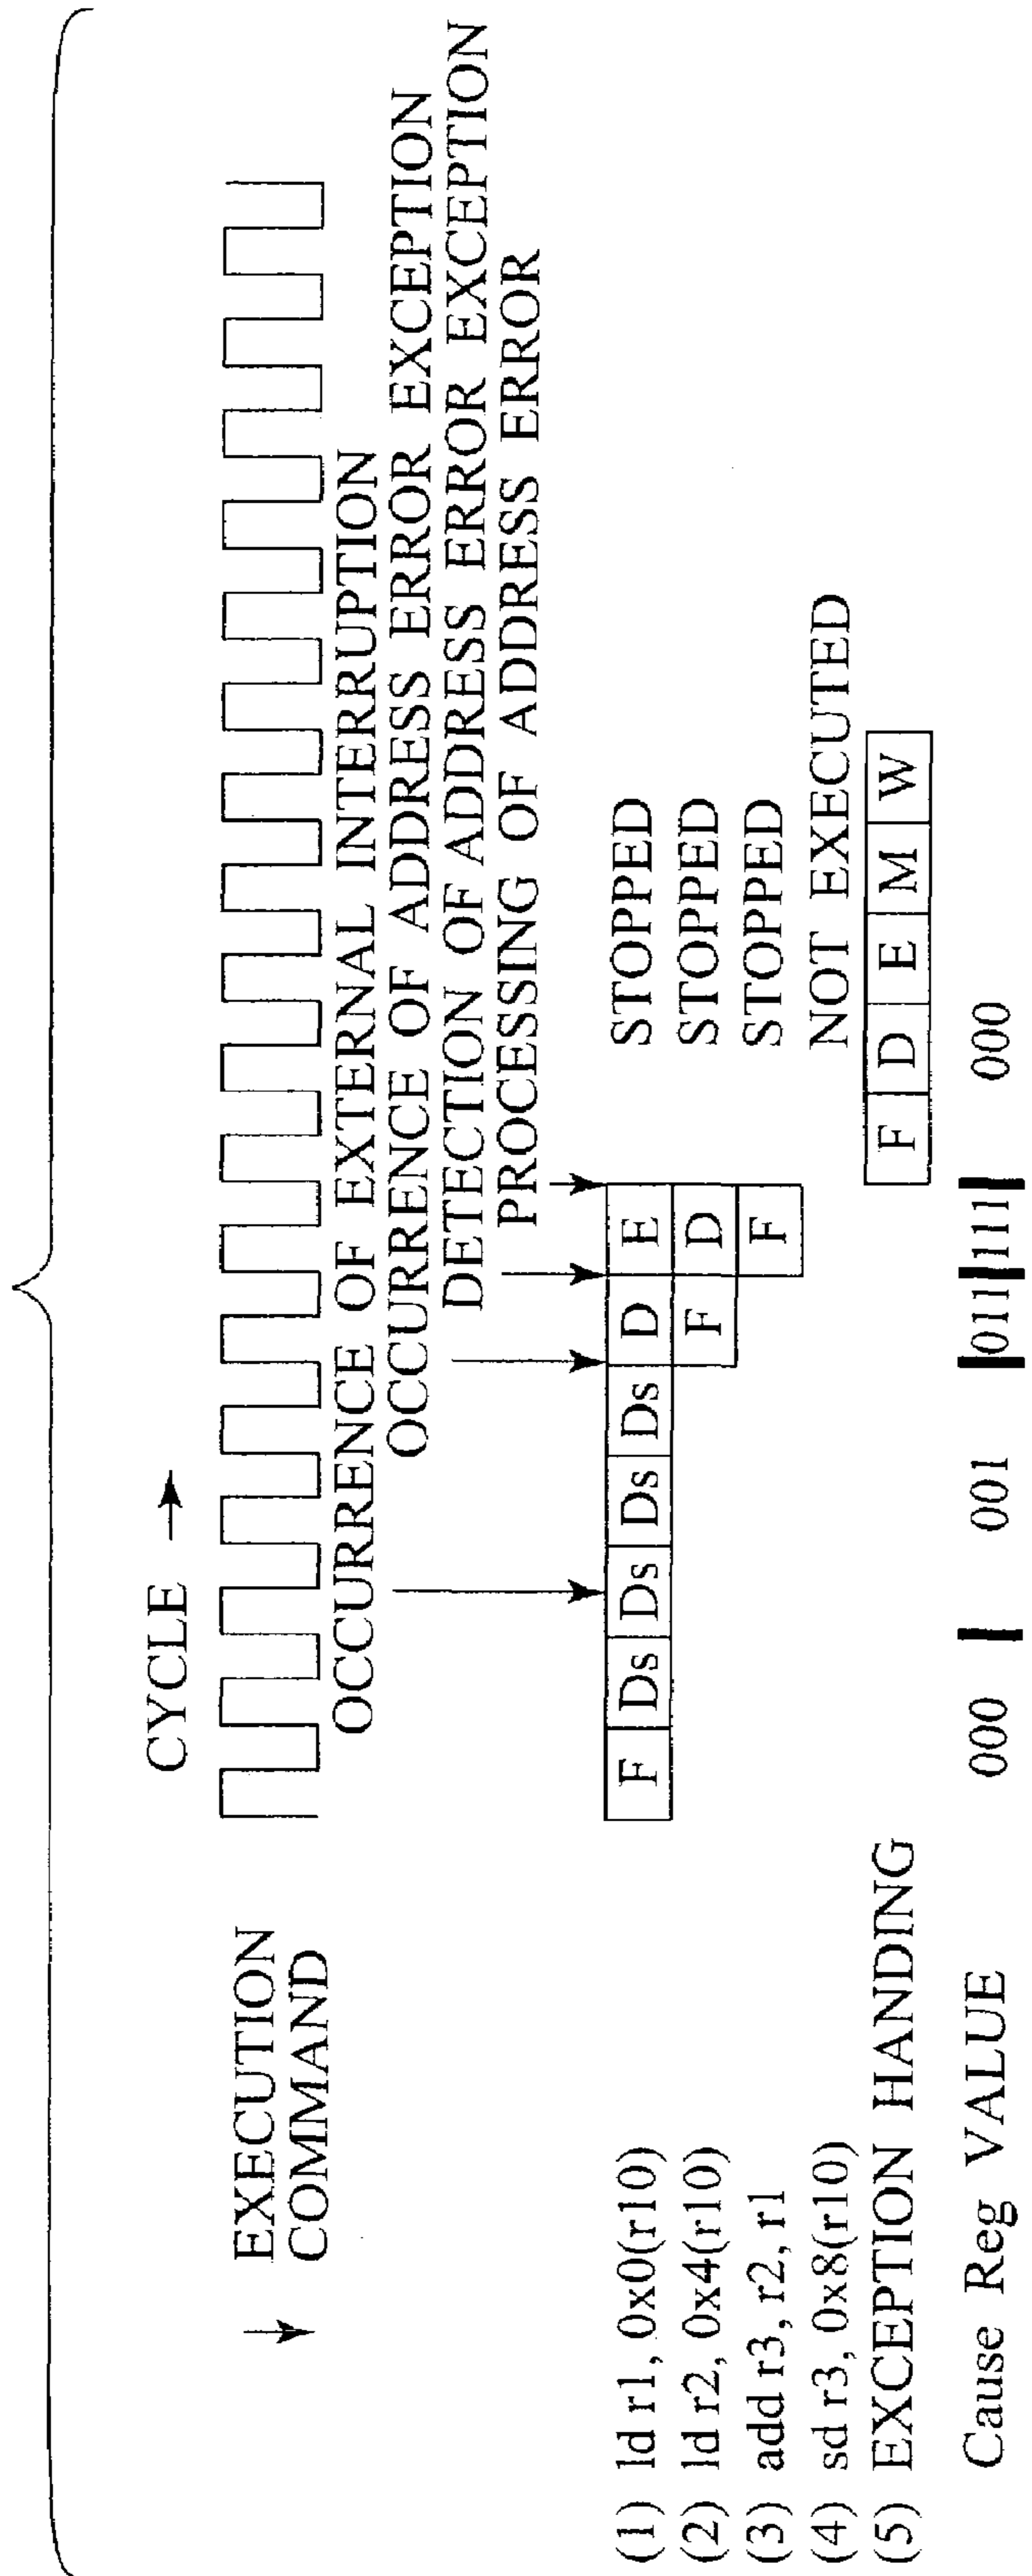 CYCLE →
EXECUTION
COMMAND
OCCURRENCE OF EXTERNAL INTERRUPTION
OCCURRENCE OF ADDRESS ERROR EXCEPTION
DETECTION OF ADDRESS ERROR EXCEPTION
PROCESSING OF ADDRESS ERROR
(1) ld r1, 0x0(r10) F Ds Ds Ds Ds D E STOPPED
(2) ld r2, 0x4(r10) F D STOPPED
(3) add r3, r2, r1 F STOPPED
(4) sd r3, 0x8(r10) NOT EXECUTED
(5) EXCEPTION HANDING F D E M W
Cause Reg VALUE 000 001 011 111 000